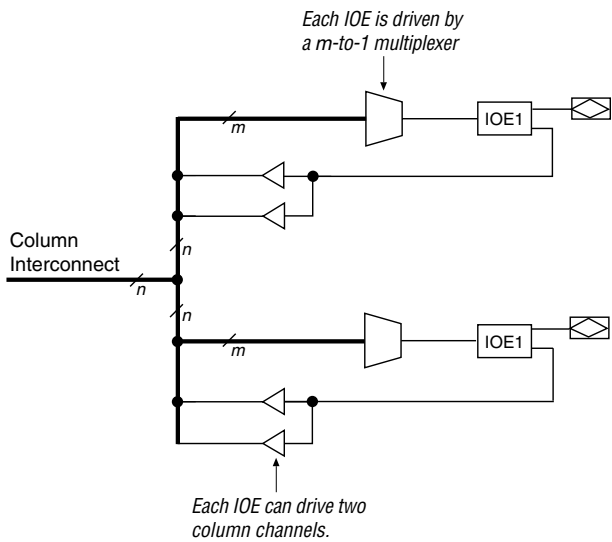 Each IOE is driven by
a m-to-1 multiplexer
m
IOE1
n
Column
Interconnect
n
n
m
IOE1
Each IOE can drive two
column channels.